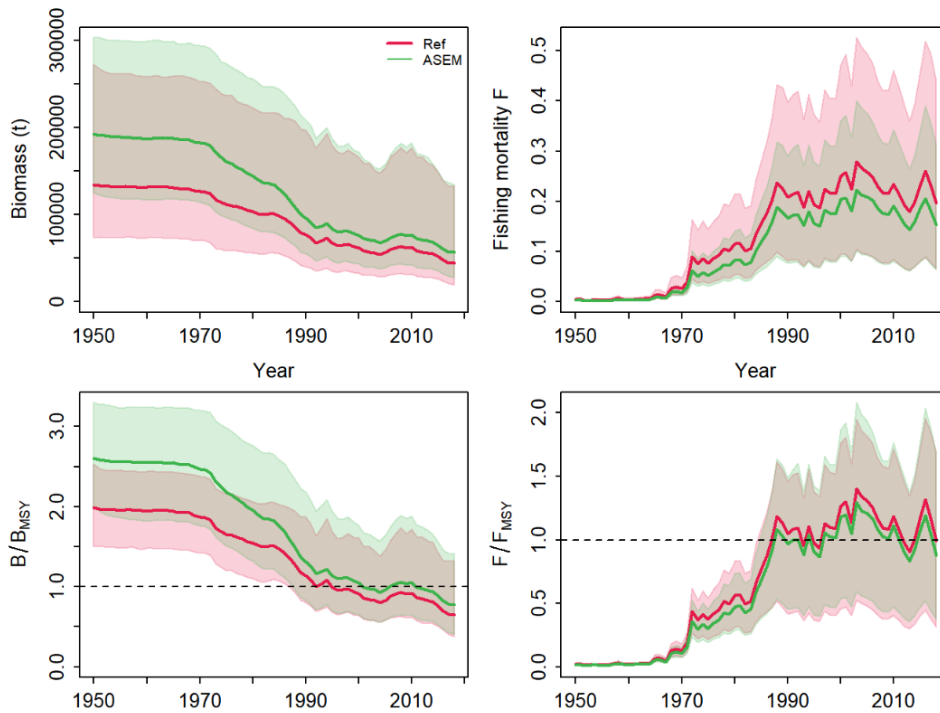 Biomass (t)
0 100000 200000 300000
1950 1970 1990 2010
Year
Ref
ASEM
Fishing mortality F
0.0 0.1 0.2 0.3 0.4 0.5
1950 1970 1990 2010
Year
B/B MSY
0.0 1.0 2.0 3.0
1950 1970 1990 2010
F/F MSY
0.0 0.5 1.0 1.5 2.0
1950 1970 1990 2010